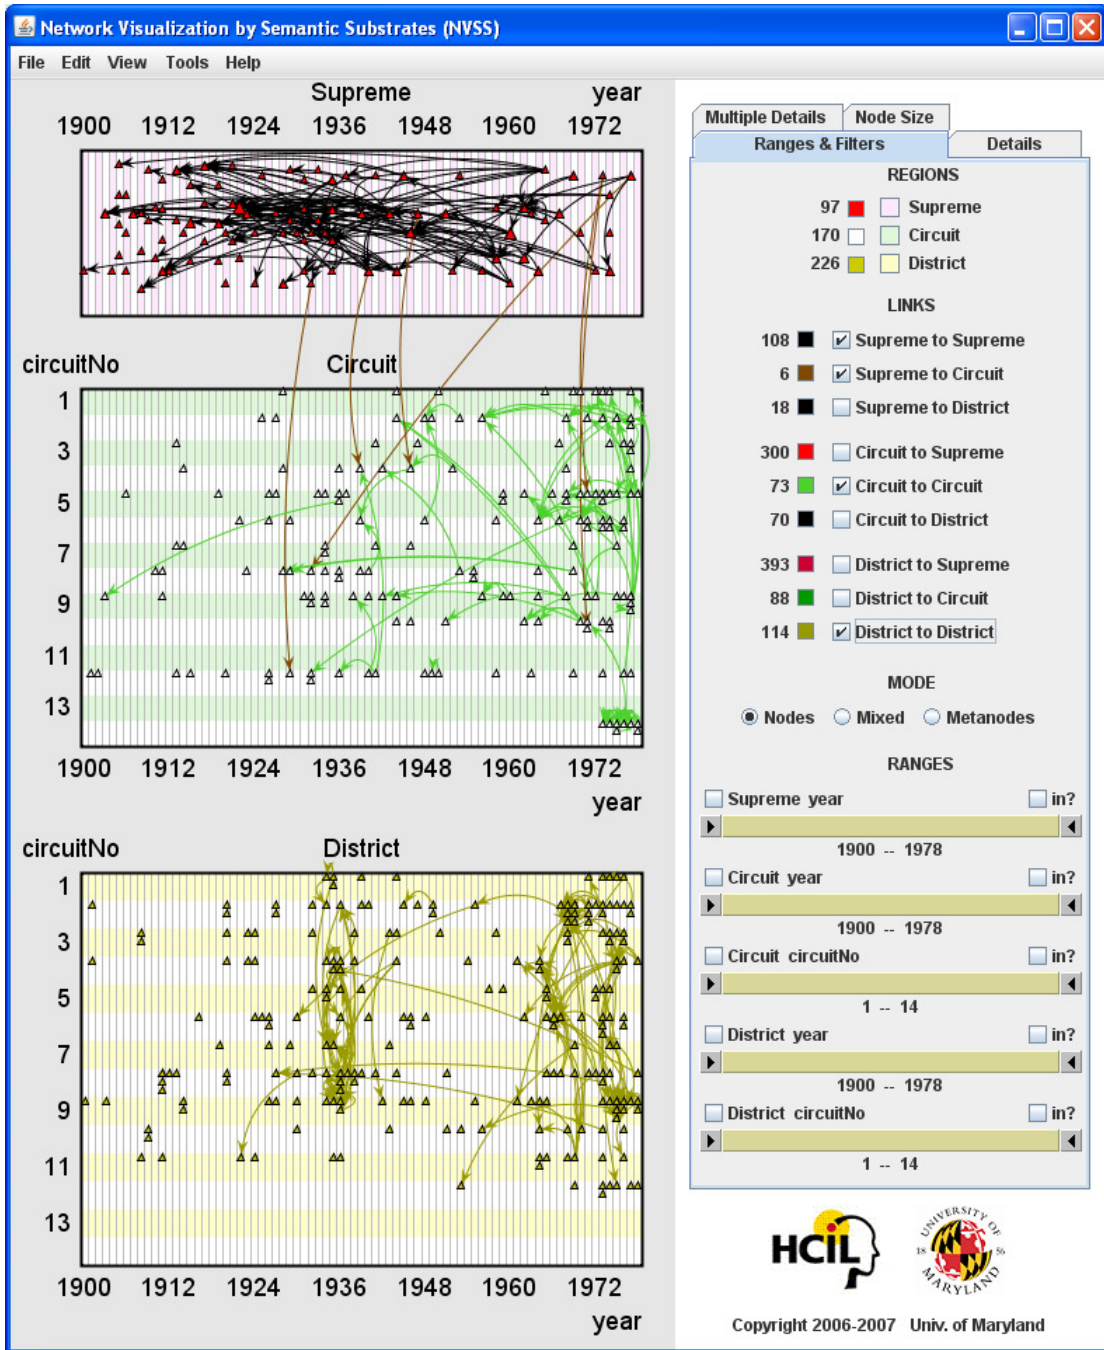 Network Visualization by Semantic Substrates (NVSS)
File Edit View Tools Help
Supreme year
1900 1912 1924 1936 1948 1960 1972
circuitNo Circuit
1
3
5
7
9
11
13
1900 1912 1924 1936 1948 1960 1972
year
circuitNo District
1
3
5
7
9
11
13
1900 1912 1924 1936 1948 1960 1972
year
Multiple Details Node Size
Ranges & Filters Details
REGIONS
97 Supreme
170 Circuit
226 District
LINKS
108 Supreme to Supreme
6 Supreme to Circuit
18 Supreme to District
300 Circuit to Supreme
73 Circuit to Circuit
70 Circuit to District
393 District to Supreme
88 District to Circuit
114 District to District
MODE
Nodes Mixed Metanodes
RANGES
Supreme year in?
1900 -- 1978
Circuit year in?
1900 -- 1978
Circuit circuitNo in?
1 -- 14
District year in?
1900 -- 1978
District circuitNo in?
1 -- 14
HCIL
UNIVERSITY OF
18 56
MARYLAND
Copyright 2006-2007 Univ. of Maryland